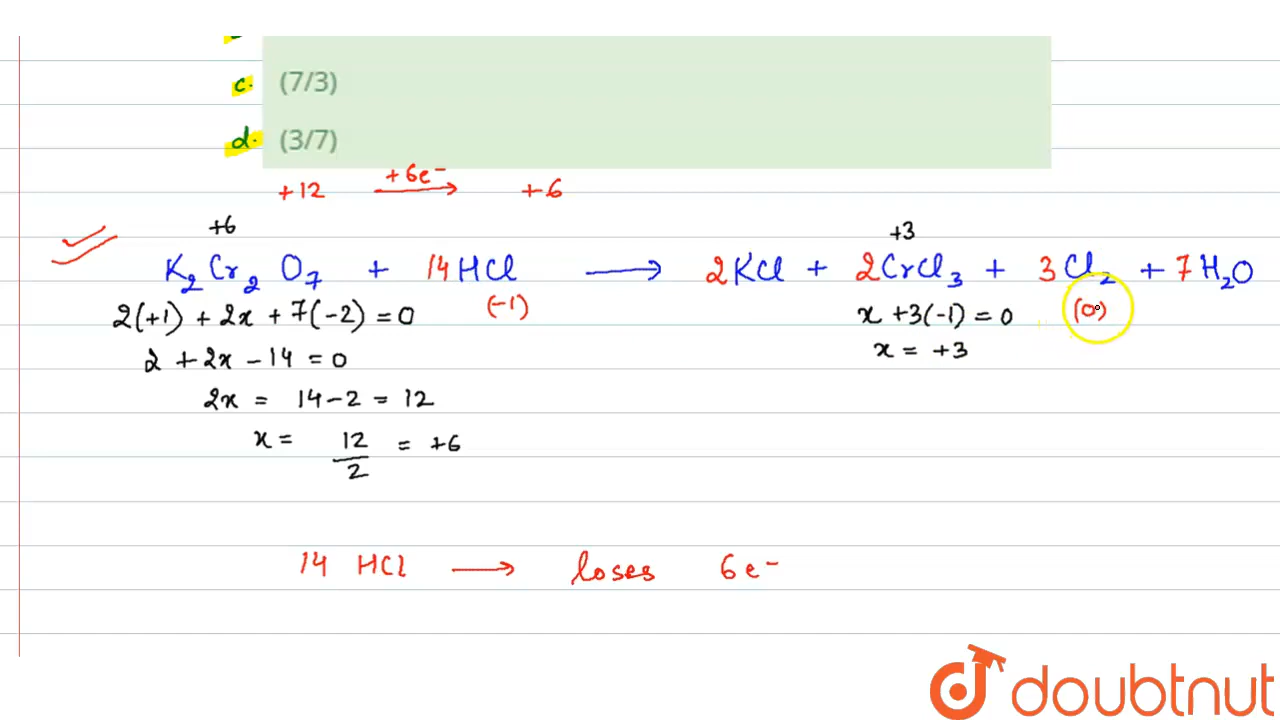 c. (7/3)
d. (3/7)
+12 +6e⁻ → +6
+6 +3
K₂Cr₂O₇ + 14HCl → 2KCl + 2CrCl₃ + 3Cl₂ + 7H₂O
2(+1) + 2x + 7(-2) = 0 (-1) x + 3(-1) = 0 (0)
2 + 2x - 14 = 0 x = +3
2x = 14 - 2 = 12
x = 12/2 = +6
14 HCl → loses 6e⁻
doubtnut